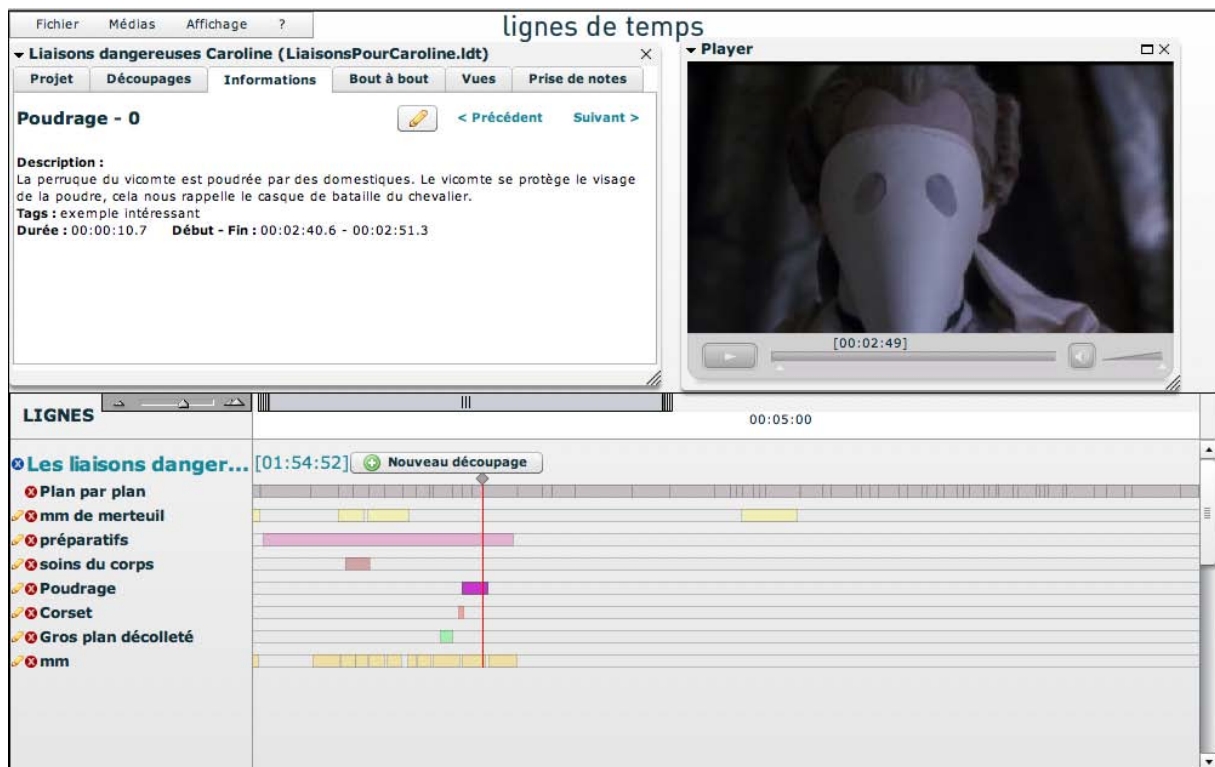 Fichier Médias Affichage ?
lignes de temps
Liaisons dangereuses Caroline (LiaisonsPourCaroline.ldt)
Projet Découpages Informations Bout à bout Vues Prise de notes
Poudrage - 0 < Précédent Suivant >
Description :
La perruque du vicomte est poudrée par des domestiques. Le vicomte se protège le visage
de la poudre, cela nous rappelle le casque de bataille du chevalier.
Tags : exemple intéressant
Durée : 00:00:10.7 Début - Fin : 00:02:40.6 - 00:02:51.3
Player
[00:02:49]
LIGNES
00:05:00
Les liaisons danger... [01:54:52] Nouveau découpage
Plan par plan
mm de merteuil
préparatifs
soins du corps
Poudrage
Corset
Gros plan décolleté
mm